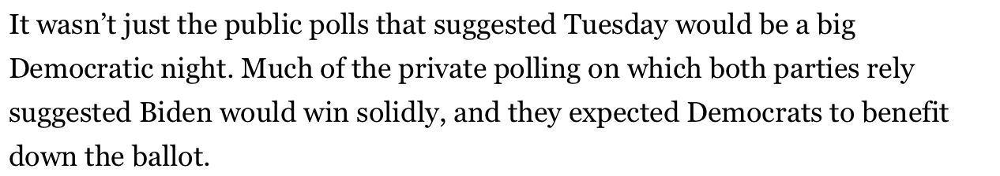 It wasn’t just the public polls that suggested Tuesday would be a big
Democratic night. Much of the private polling on which both parties rely
suggested Biden would win solidly, and they expected Democrats to benefit
down the ballot.